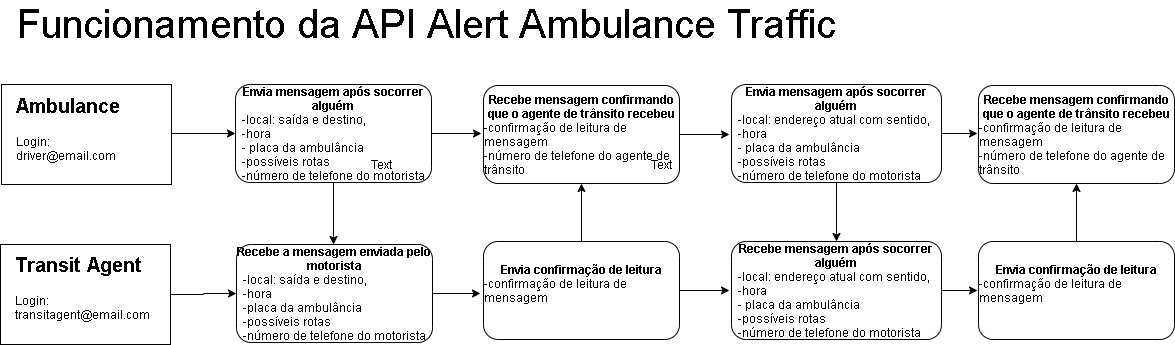 Funcionamento da API Alert Ambulance Traffic
Ambulance
Login:
driver@email.com
Envia mensagem após socorrer
alguém
-local: saída e destino,
-hora
- placa da ambulância
-possíveis rotas
Text
-número de telefone do motorista
Recebe mensagem confirmando
que o agente de trânsito recebeu
-confirmação de leitura de
mensagem
-número de telefone do agente de
trânsito
Text
Envia mensagem após socorrer
alguém
-local: endereço atual com sentido,
-hora
- placa da ambulância
-possíveis rotas
-número de telefone do motorista
Recebe mensagem confirmando
que o agente de trânsito recebeu
-confirmação de leitura de
mensagem
-número de telefone do agente de
trânsito
Transit Agent
Login:
transitagent@email.com
Recebe a mensagem enviada pelo
motorista
-local: saída e destino,
-hora
-placa da ambulância
-possíveis rotas
-número de telefone do motorista
Envia confirmação de leitura
-confirmação de leitura de
mensagem
Recebe mensagem após socorrer
alguém
-local: endereço atual com sentido,
-hora
- placa da ambulância
-possíveis rotas
-número de telefone do motorista
Envia confirmação de leitura
-confirmação de leitura de
mensagem